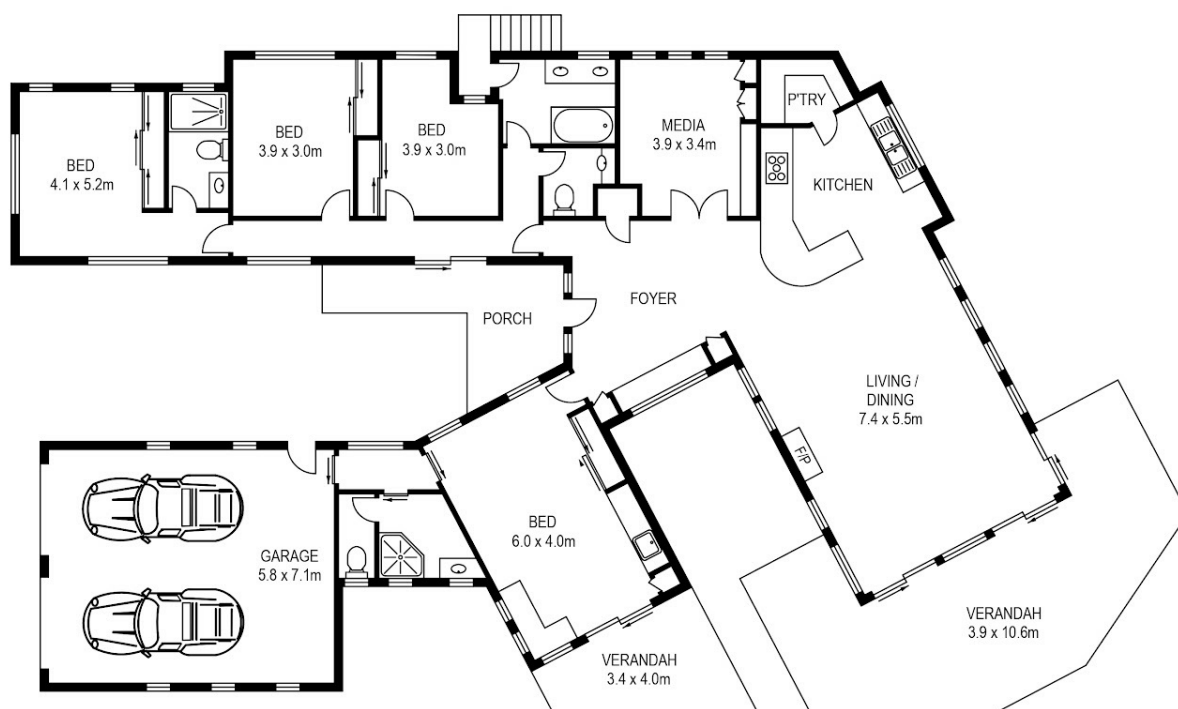 BED
4.1 x 5.2m
BED
3.9 x 3.0m
BED
3.9 x 3.0m
MEDIA
3.9 x 3.4m
P'TRY
KITCHEN
PORCH
FOYER
LIVING /
DINING
7.4 x 5.5m
F/P
GARAGE
5.8 x 7.1m
BED
6.0 x 4.0m
VERANDAH
3.4 x 4.0m
VERANDAH
3.9 x 10.6m